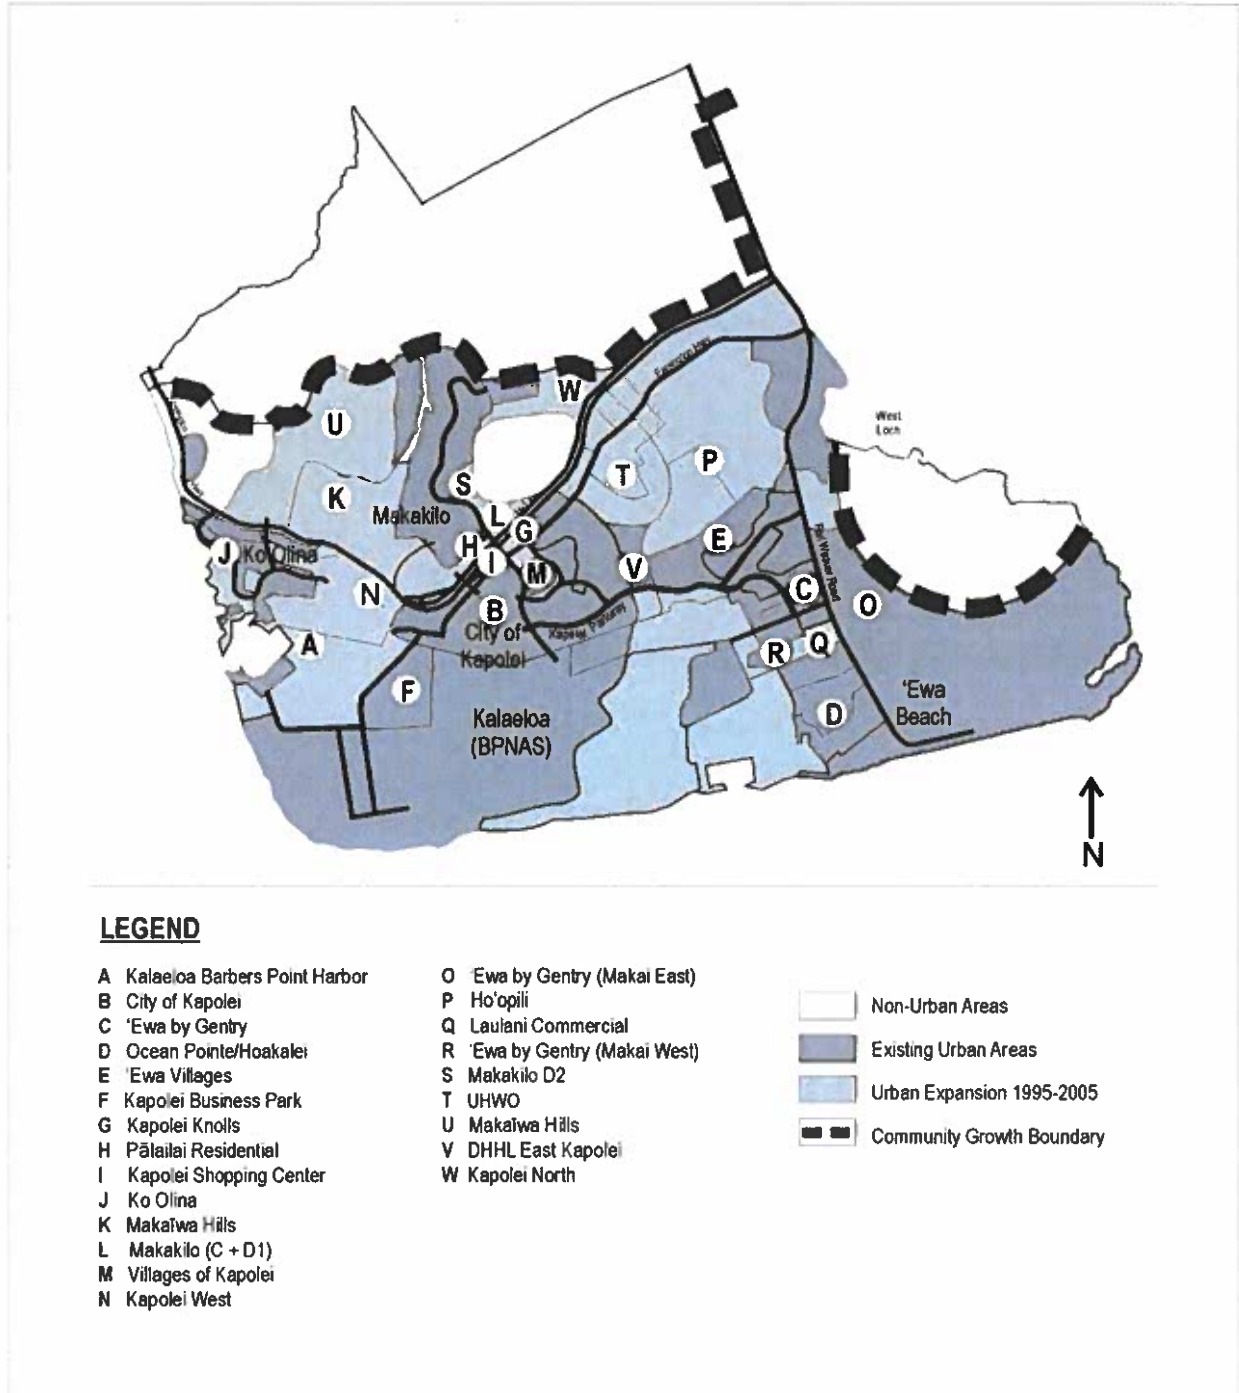 W
West
Loch
U
T
P
S
K
L
Makakilo
G
H
E
J
Ko Olina
I
M
V
N
C
O
B
City of
Kapolei
Kapolei Parkway
A
R
Q
F
'Ewa
Beach
D
Kalaeloa
(BPNAS)
N
LEGEND
A Kalaeloa Barbers Point Harbor
B City of Kapolei
C 'Ewa by Gentry
D Ocean Pointe/Hoakalei
E 'Ewa Villages
F Kapolei Business Park
G Kapolei Knolls
H Pālailai Residential
I Kapolei Shopping Center
J Ko Olina
K Makaīwa Hills
L Makakilo (C + D1)
M Villages of Kapolei
N Kapolei West
O 'Ewa by Gentry (Makai East)
P Ho'opili
Q Laulani Commercial
R 'Ewa by Gentry (Makai West)
S Makakilo D2
T UHWO
U Makaīwa Hills
V DHHL East Kapolei
W Kapolei North
Non-Urban Areas
Existing Urban Areas
Urban Expansion 1995-2005
Community Growth Boundary